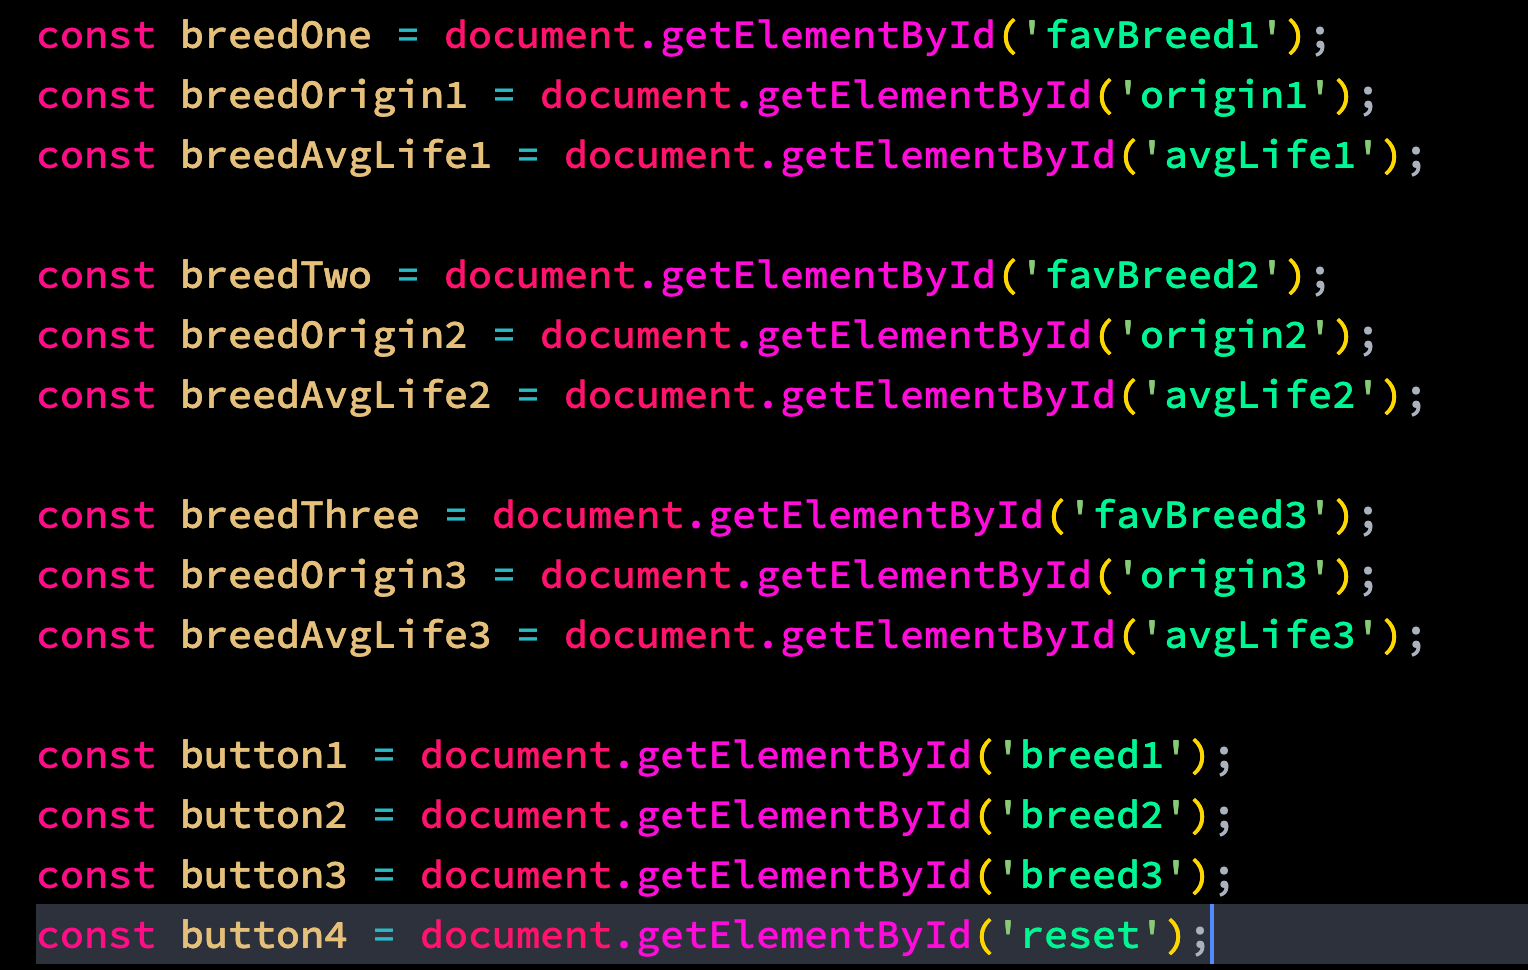 const breedOne = document.getElementById('favBreed1');
const breedOrigin1 = document.getElementById('origin1');
const breedAvgLife1 = document.getElementById('avgLife1');
const breedTwo = document.getElementById('favBreed2');
const breedOrigin2 = document.getElementById('origin2');
const breedAvgLife2 = document.getElementById('avgLife2');
const breedThree = document.getElementById('favBreed3');
const breedOrigin3 = document.getElementById('origin3');
const breedAvgLife3 = document.getElementById('avgLife3');
const button1 = document.getElementById('breed1');
const button2 = document.getElementById('breed2');
const button3 = document.getElementById('breed3');
const button4 = document.getElementById('reset');